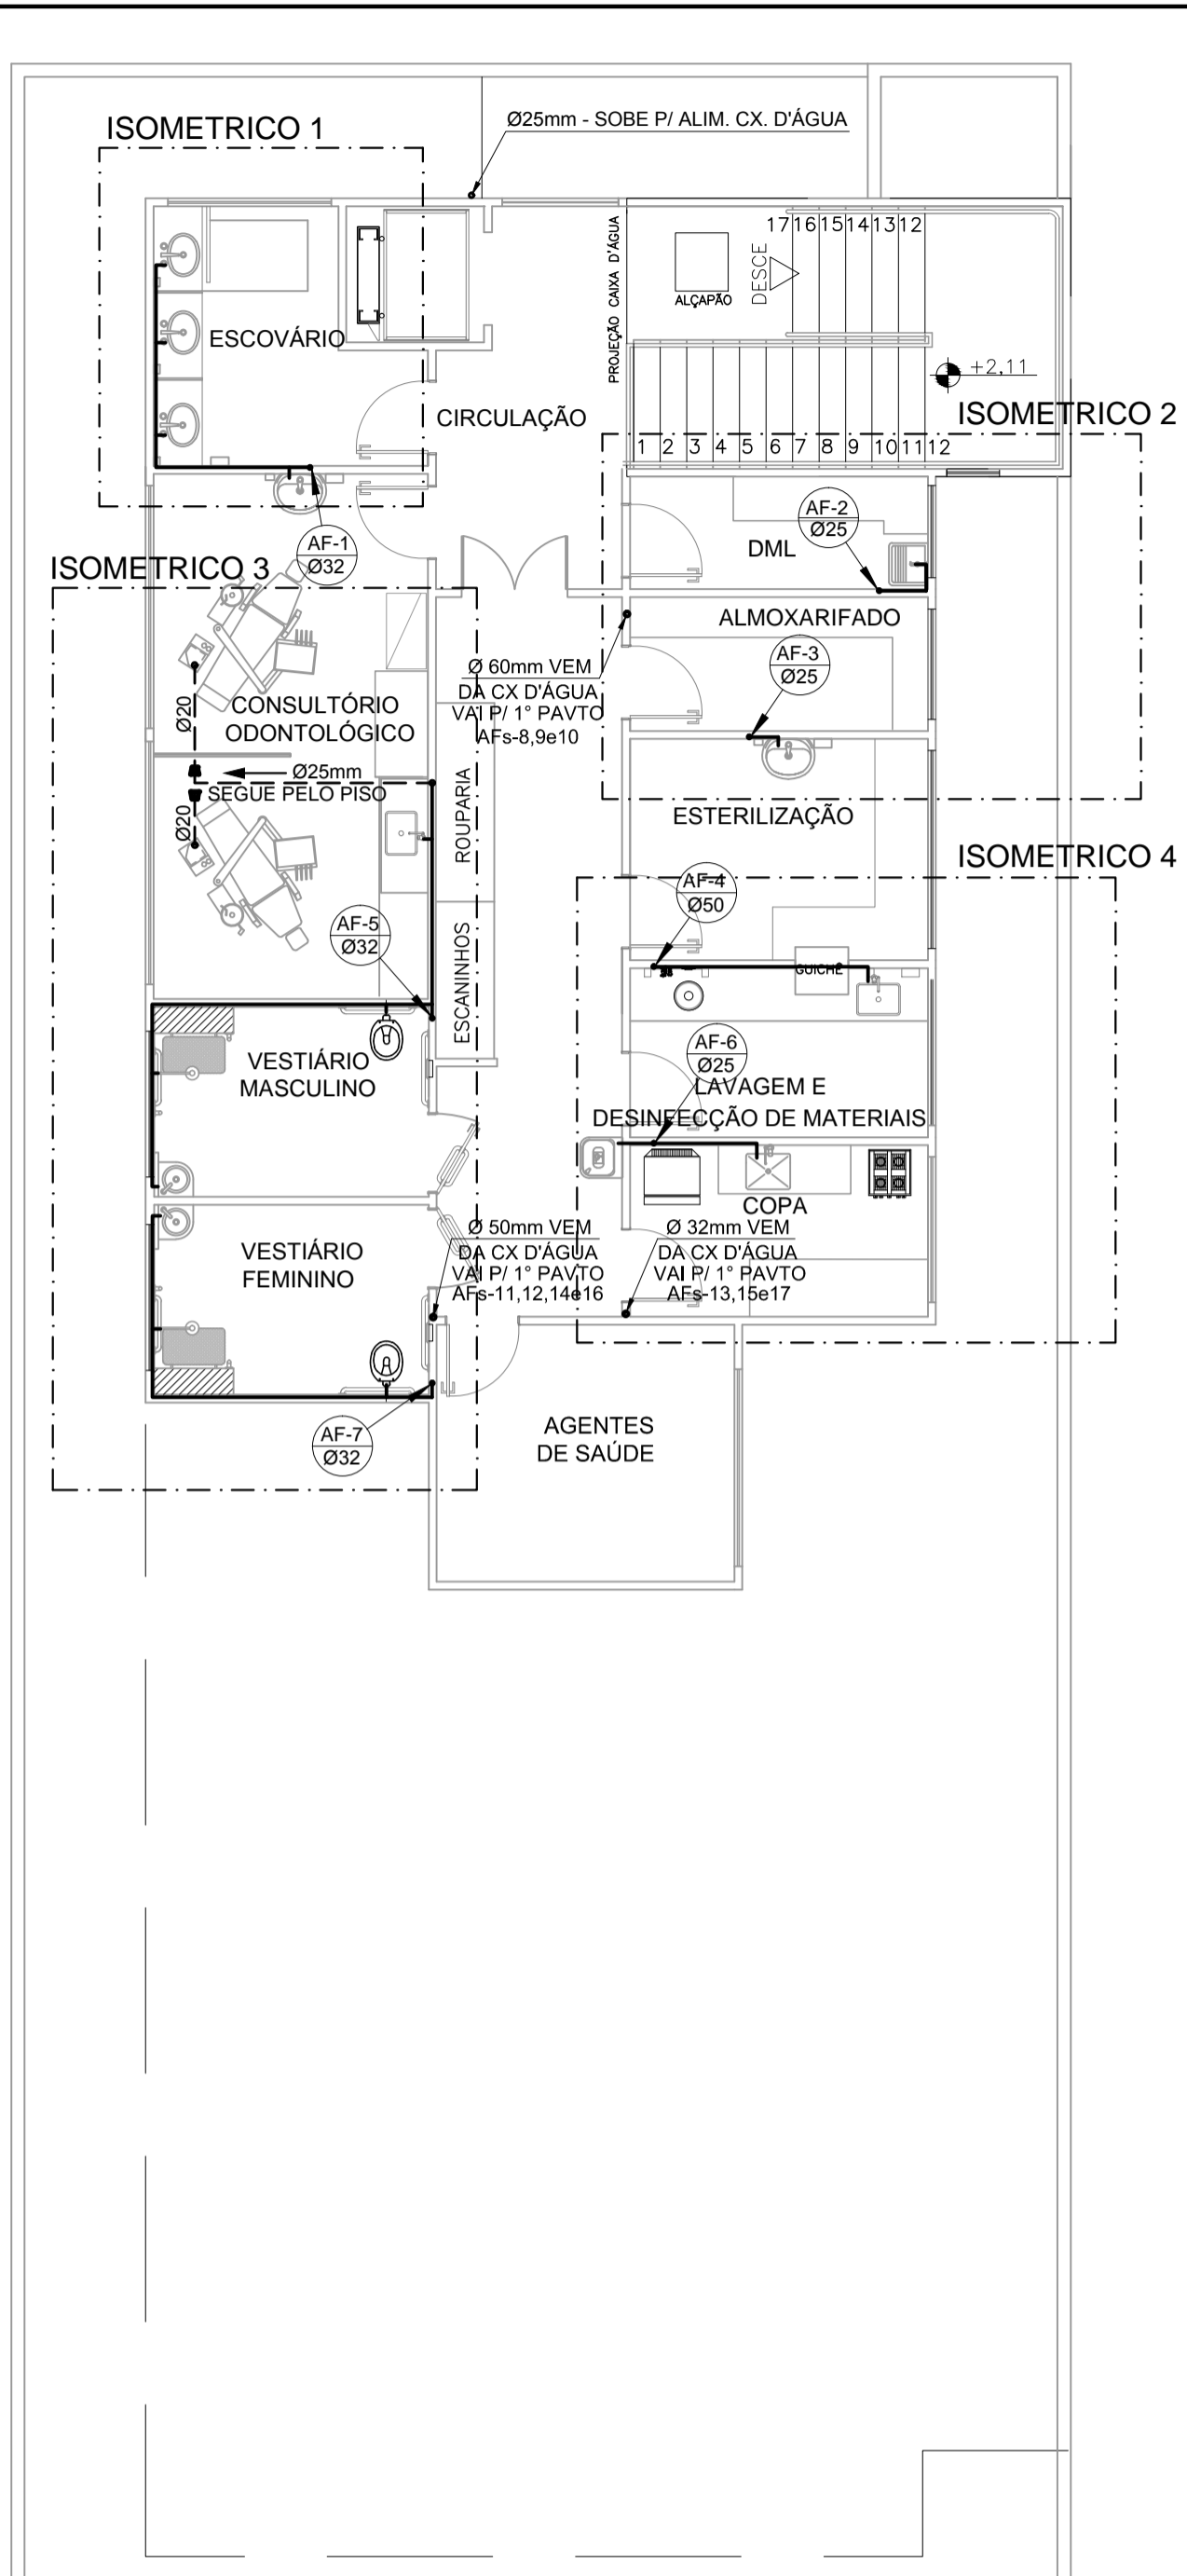 Ø25mm - SOBE P/ ALIM. CX. D'ÁGUA
ISOMETRICO 1
PROJEÇÃO CAIXA D'ÁGUA
ALÇAPÃO
DESCE
17 16 15 14 13 12
ESCOVÁRIO
+2,11
CIRCULAÇÃO
ISOMETRICO 2
1 2 3 4 5 6 7 8 9 10 11 12
AF-1
Ø32
AF-2
Ø25
DML
ISOMETRICO 3
ALMOXARIFADO
AF-3
Ø25
Ø 60mm VEM
DA CX D'ÁGUA
VAI P/ 1° PAVTO
AFs-8,9e10
Ø20
CONSULTÓRIO
ODONTOLÓGICO
Ø25mm
SEGUE PELO PISO
Ø20
ROUPARIA
ESTERILIZAÇÃO
ISOMETRICO 4
AF-4
Ø50
AF-5
Ø32
ESCANINHOS
GUICHÊ
VESTIÁRIO
MASCULINO
AF-6
Ø25
LAVAGEM E
DESINFECÇÃO DE MATERIAIS
COPA
VESTIÁRIO
FEMININO
Ø 50mm VEM
DA CX D'ÁGUA
VAI P/ 1° PAVTO
AFs-11,12,14e16
Ø 32mm VEM
DA CX D'ÁGUA
VAI P/ 1° PAVTO
AFs-13,15e17
AF-7
Ø32
AGENTES
DE SAÚDE